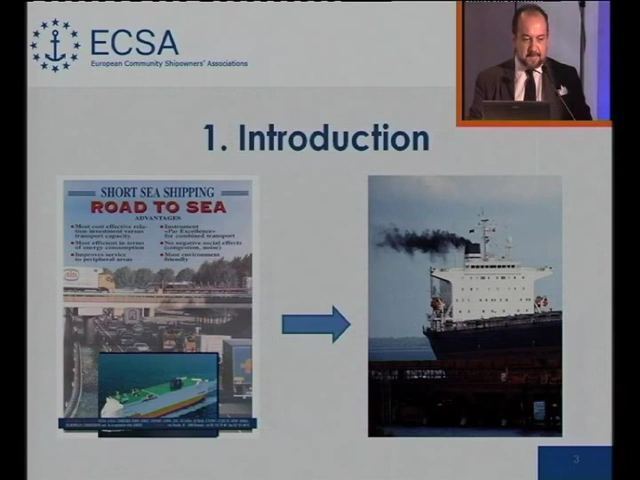 ECSA
European Community Shipowners' Associations
1. Introduction
SHORT SEA SHIPPING
ROAD TO SEA
ADVANTAGES
Most cost effective rela-
tion investment versus
transport capacity
Most efficient in terms
of energy consumption
Improves service
to peripheral areas
Instrument
«Par Excellence»
for combined transport
No negative social effects
(congestion, noise)
Most environment
friendly
3